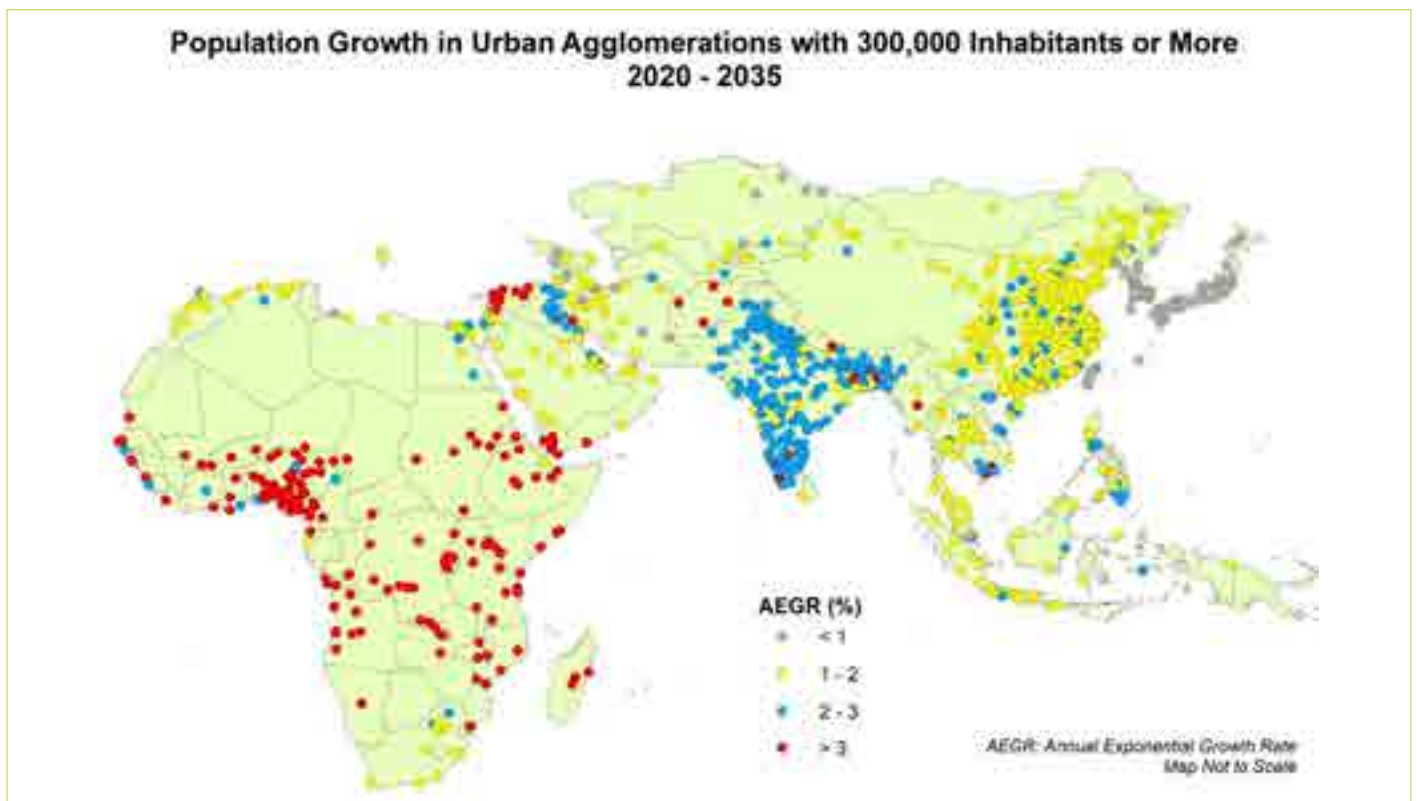 Population Growth in Urban Agglomerations with 300,000 Inhabitants or More
2020 - 2035
AEGR (%)
< 1
1 - 2
2 - 3
> 3
AEGR: Annual Exponential Growth Rate
Map Not to Scale